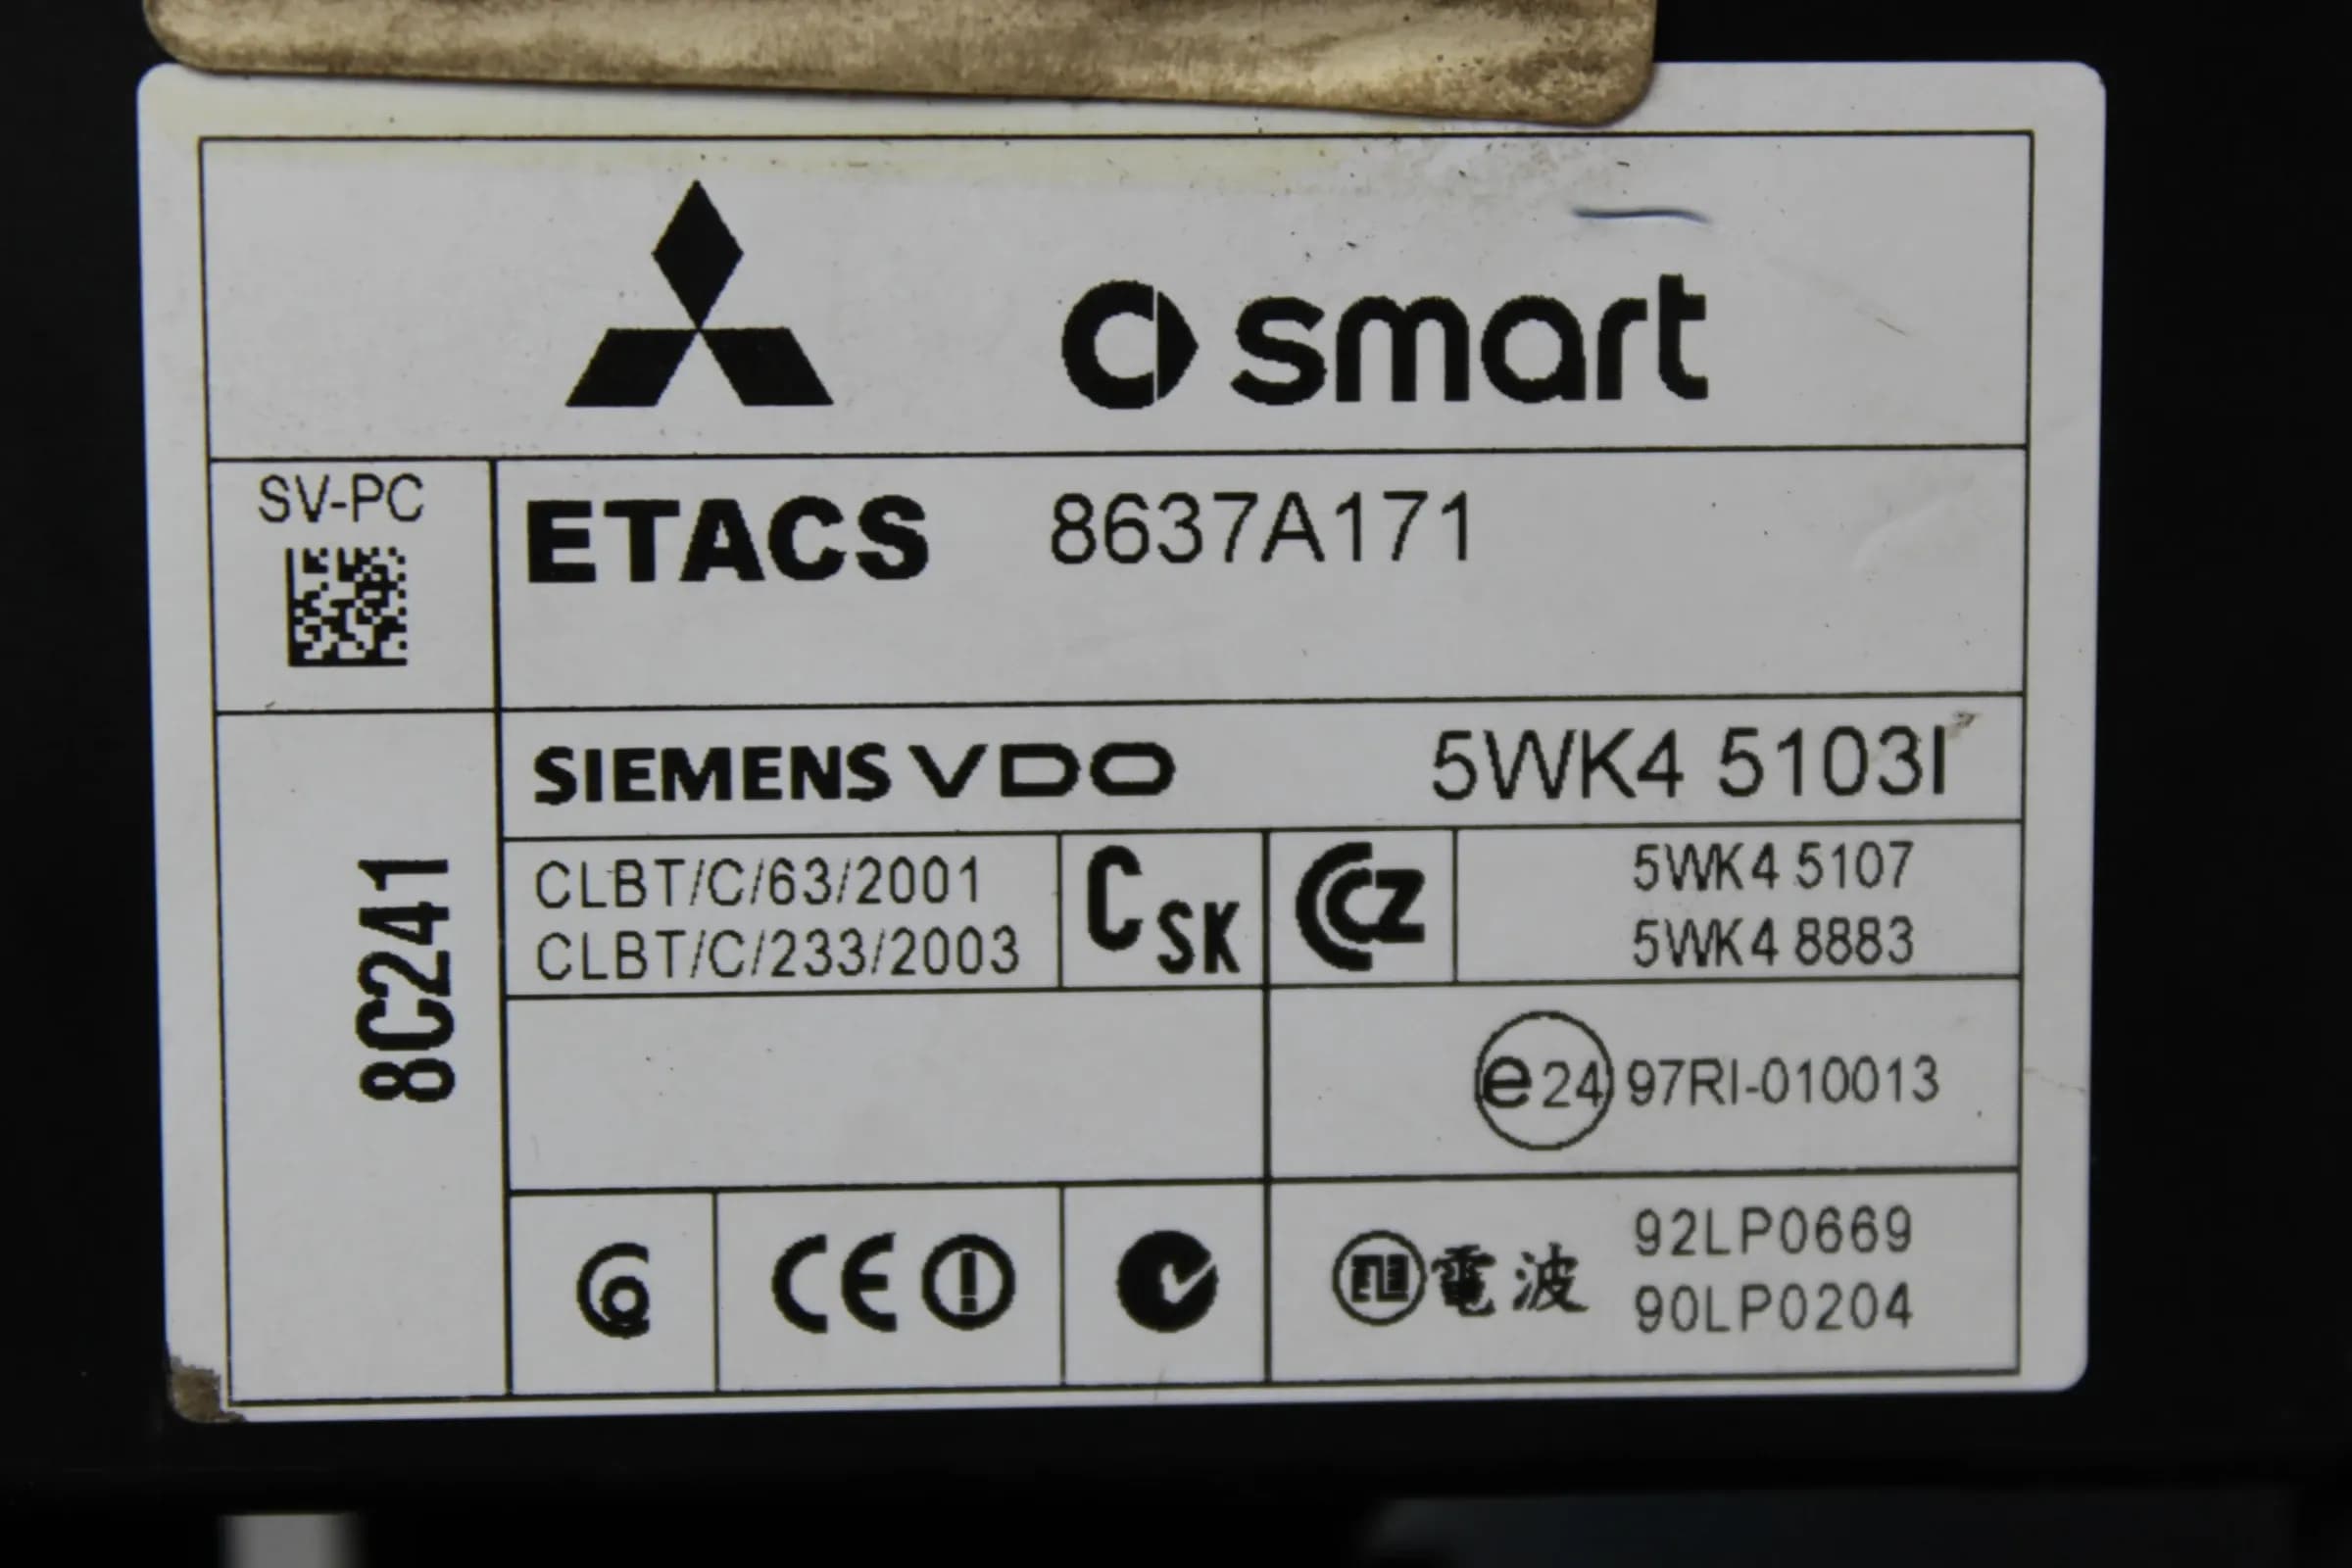 smart
SV-PC
ETACS 8637A171
SIEMENS VDO 5WK4 5103I
8C241
CLBT/C/63/2001
CLBT/C/233/2003
CSK
CCZ
5WK4 5107
5WK4 8883
e24 97RI-010013
CE
電波
92LP0669
90LP0204